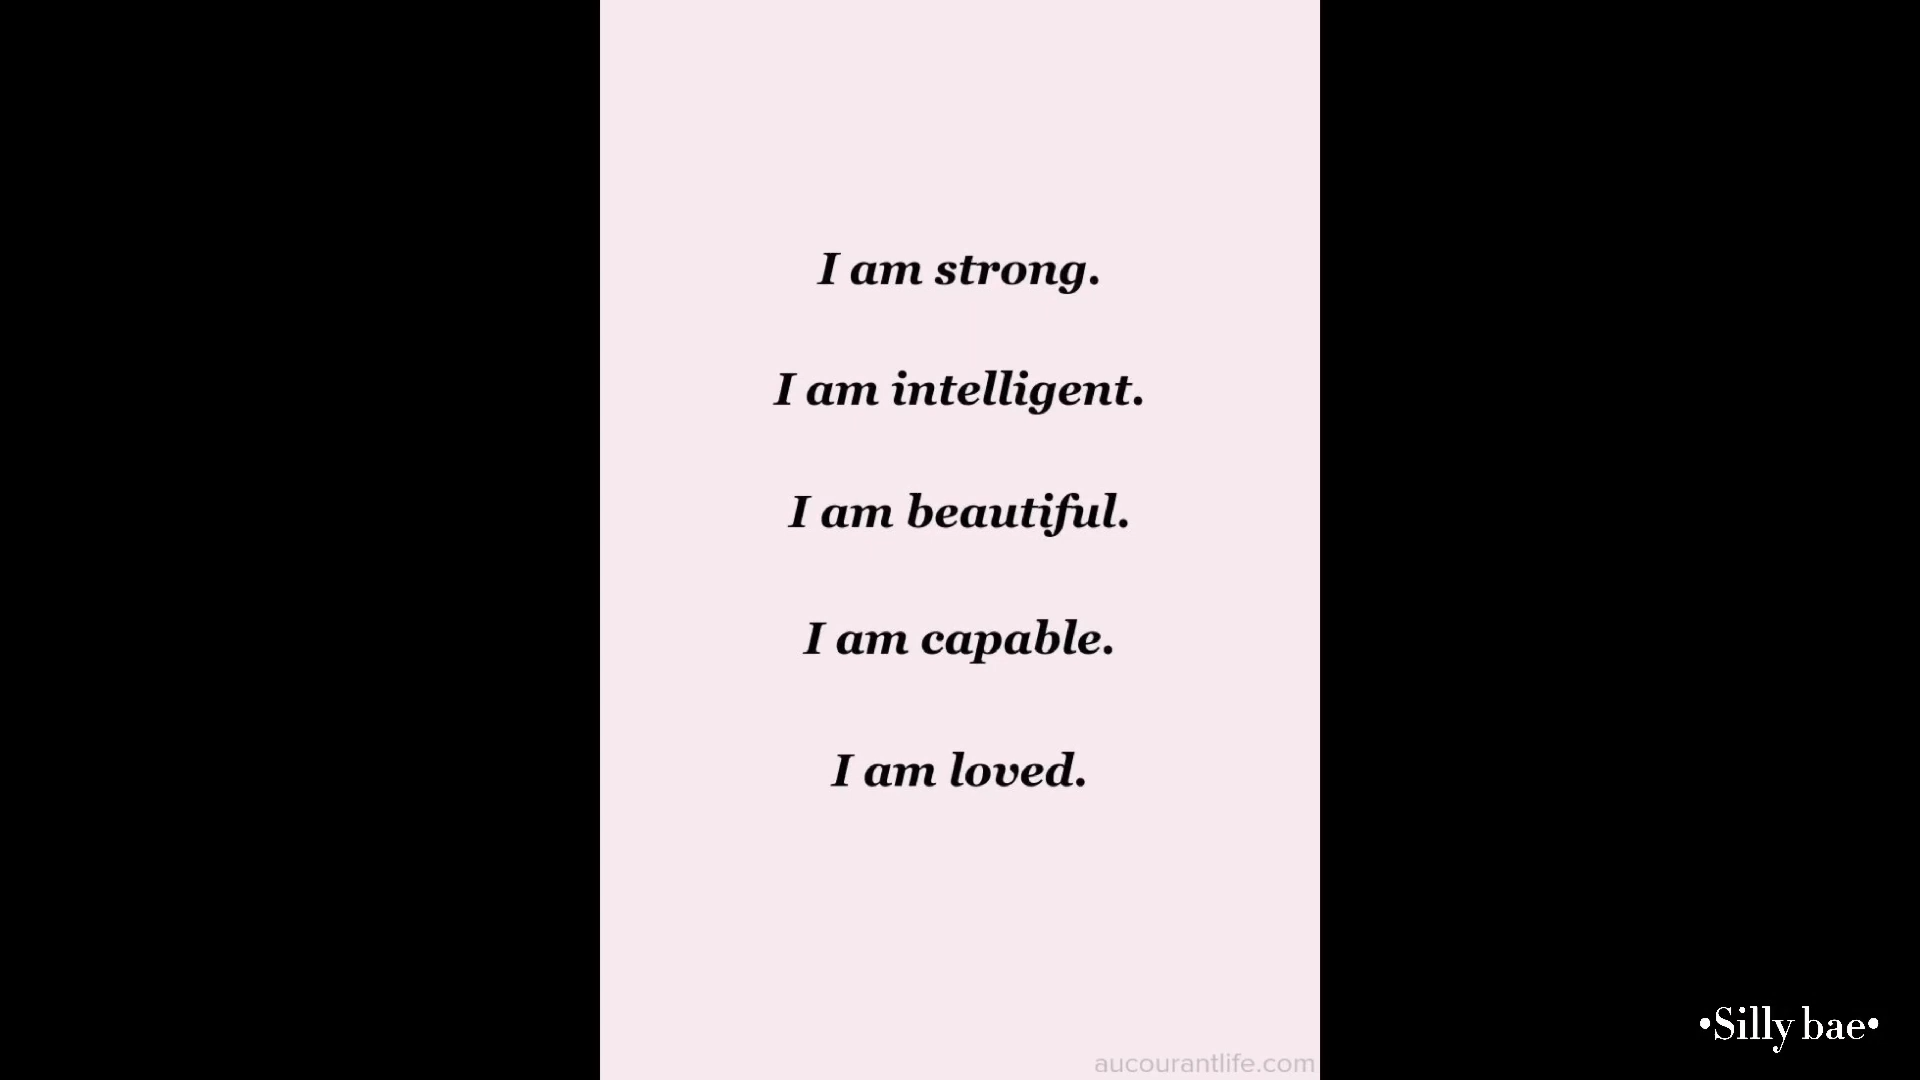 I am strong.
I am intelligent.
I am beautiful.
I am capable.
I am loved.
•Silly bae•
aucourantlife.com